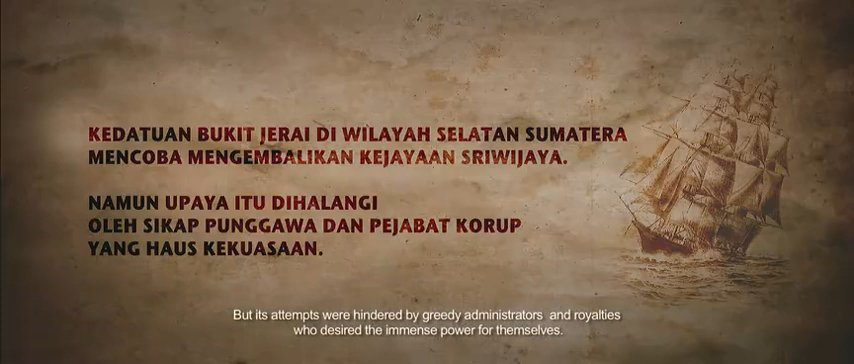 KEDATUAN BUKIT JERAI DI WILAYAH SELATAN SUMATERA
MENCOBA MENGEMBALIKAN KEJAYAAN SRIWIJAYA.
NAMUN UPAYA ITU DIHALANGI
OLEH SIKAP PUNGGAWA DAN PEJABAT KORUP
YANG HAUS KEKUASAAN.
But its attempts were hindered by greedy administrators and royalties
who desired the immense power for themselves.